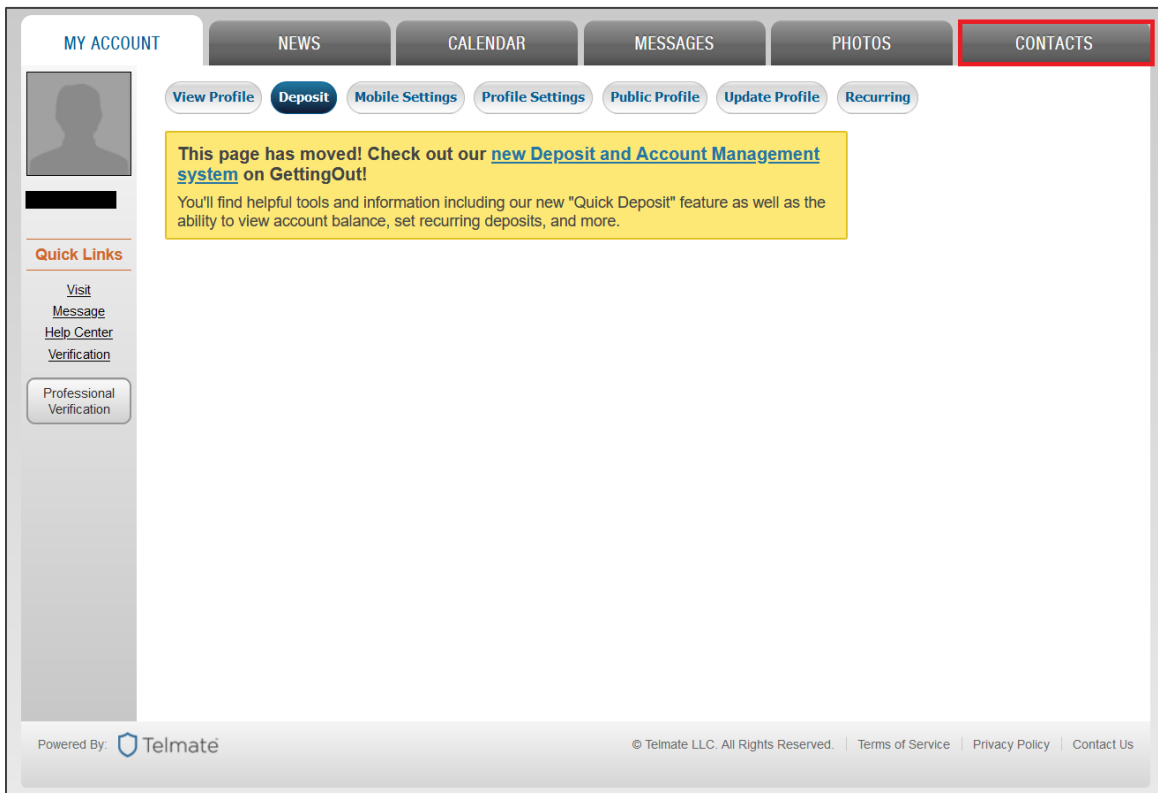 MY ACCOUNT
NEWS
CALENDAR
MESSAGES
PHOTOS
CONTACTS
View Profile
Deposit
Mobile Settings
Profile Settings
Public Profile
Update Profile
Recurring
This page has moved! Check out our new Deposit and Account Management
system on GettingOut!
You'll find helpful tools and information including our new "Quick Deposit" feature as well as the
ability to view account balance, set recurring deposits, and more.
Quick Links
Visit
Message
Help Center
Verification
Professional
Verification
Powered By: Telmate
© Telmate LLC. All Rights Reserved. | Terms of Service | Privacy Policy | Contact Us